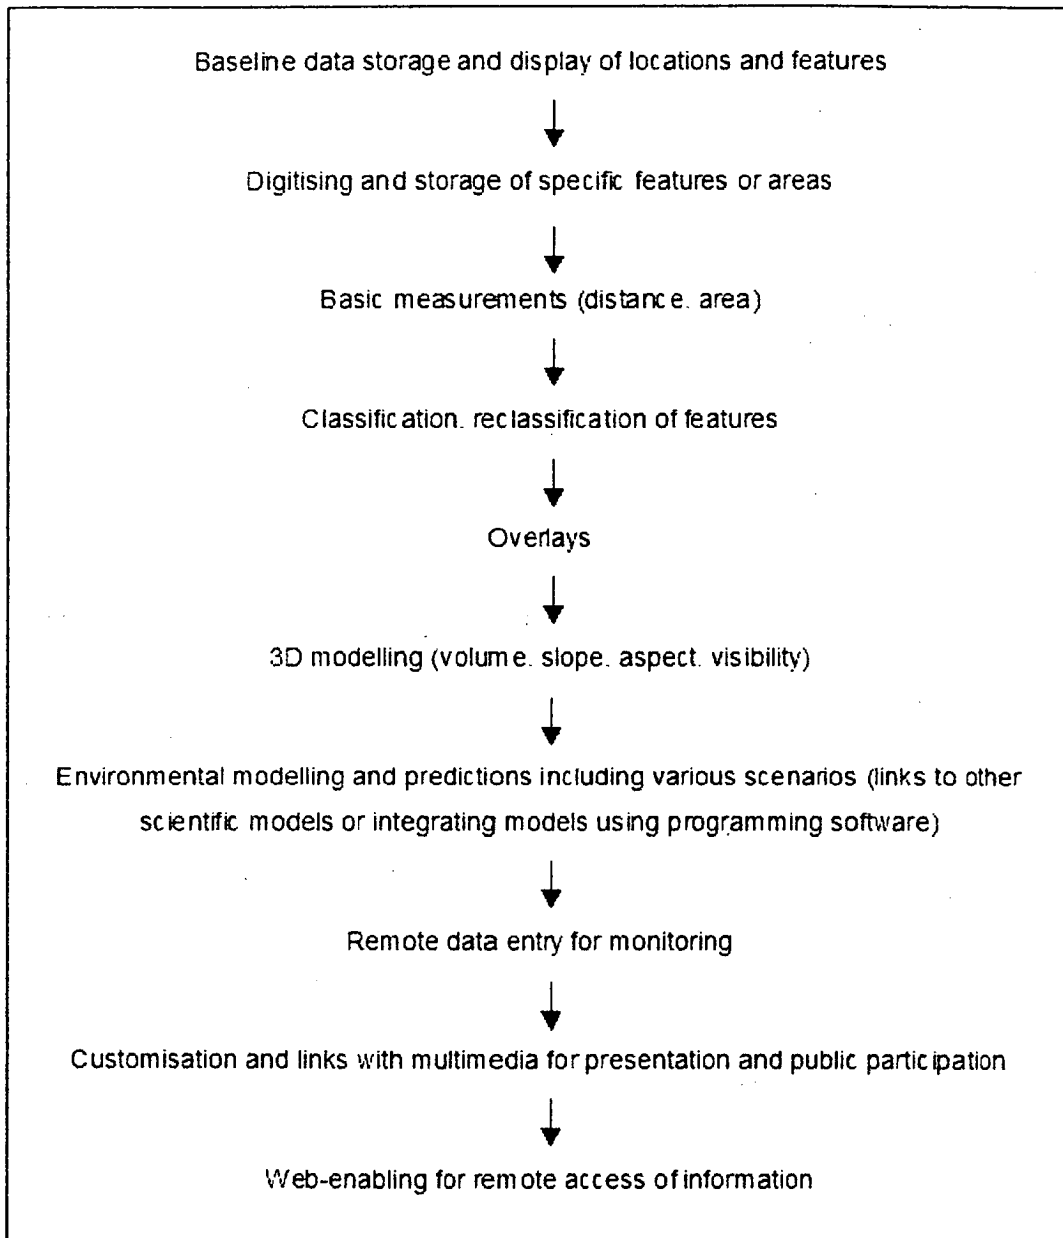 Baseline data storage and display of locations and features
Digitising and storage of specific features or areas
Basic measurements (distance. area)
Classification. reclassification of features
Overlays
3D modelling (volume. slope. aspect. visibility)
Environmental modelling and predictions including various scenarios (links to other
scientific models or integrating models using programming software)
Remote data entry for monitoring
Customisation and links with multimedia for presentation and public participation
Web-enabling for remote access of information